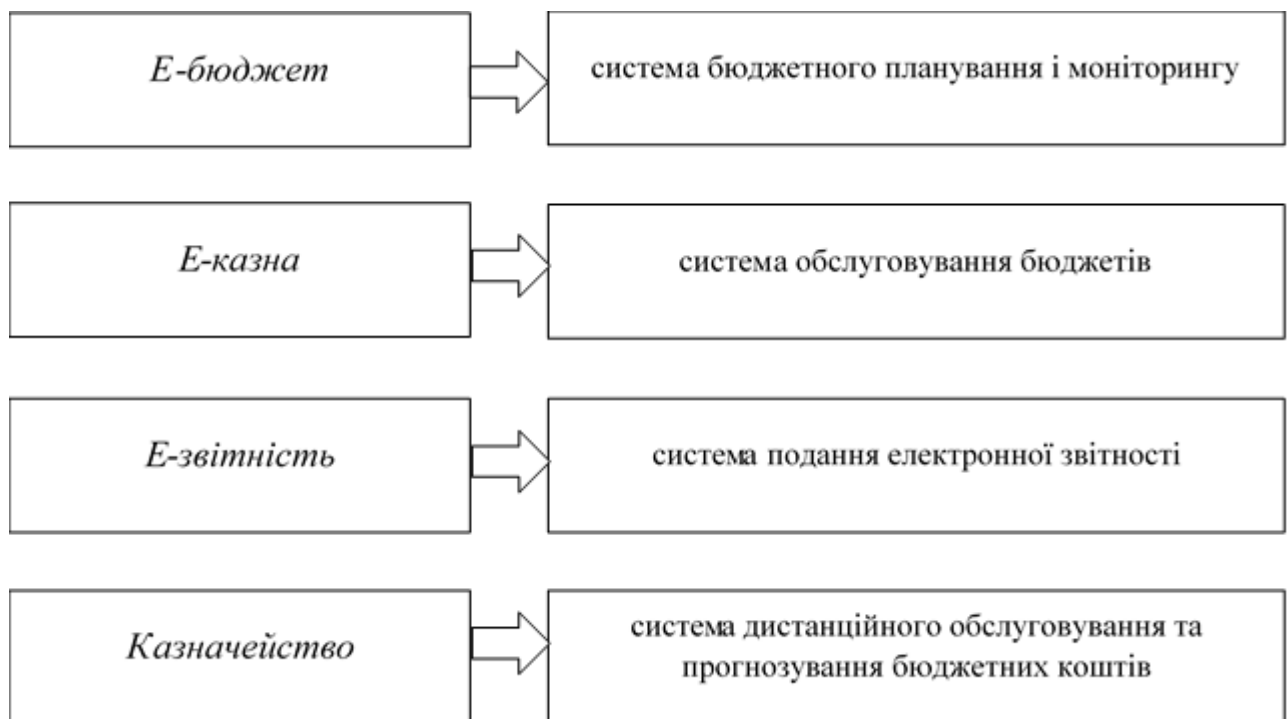 Е-бюджет
система бюджетного планування і моніторингу
Е-казна
система обслуговування бюджетів
Е-звітність
система подання електронної звітності
Казначейство
система дистанційного обслуговування та
прогнозування бюджетних коштів